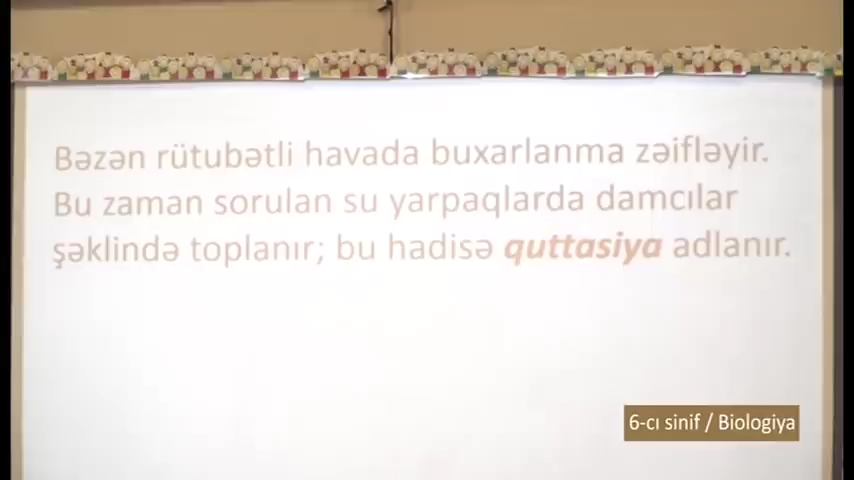 Bəzən rütubətli havada buxarlanma zəifləyir.
Bu zaman sorulan su yarpaqlarda damcılar
şəklində toplanır; bu hadisə quttasiya adlanır.
6-cı sinif / Biologiya